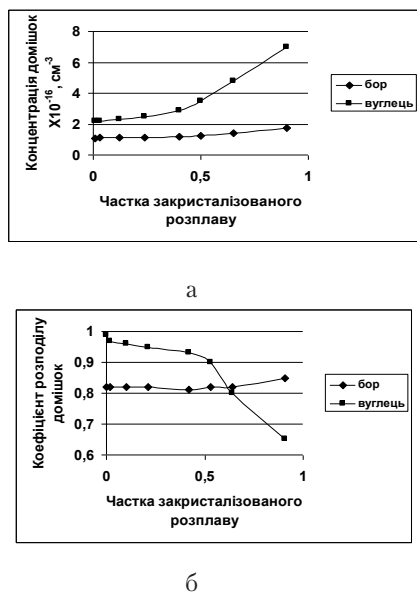 Концентрація домішок
Х10⁻¹⁶, см⁻³
8
6
4
2
0
0
0,5
1
Частка закристалізованого
розплаву
бор
вуглець
а
Коефіцієнт розподілу
домішок
1
0,9
0,8
0,7
0,6
0
0,5
1
Частка закристалізованого
розплаву
бор
вуглець
б